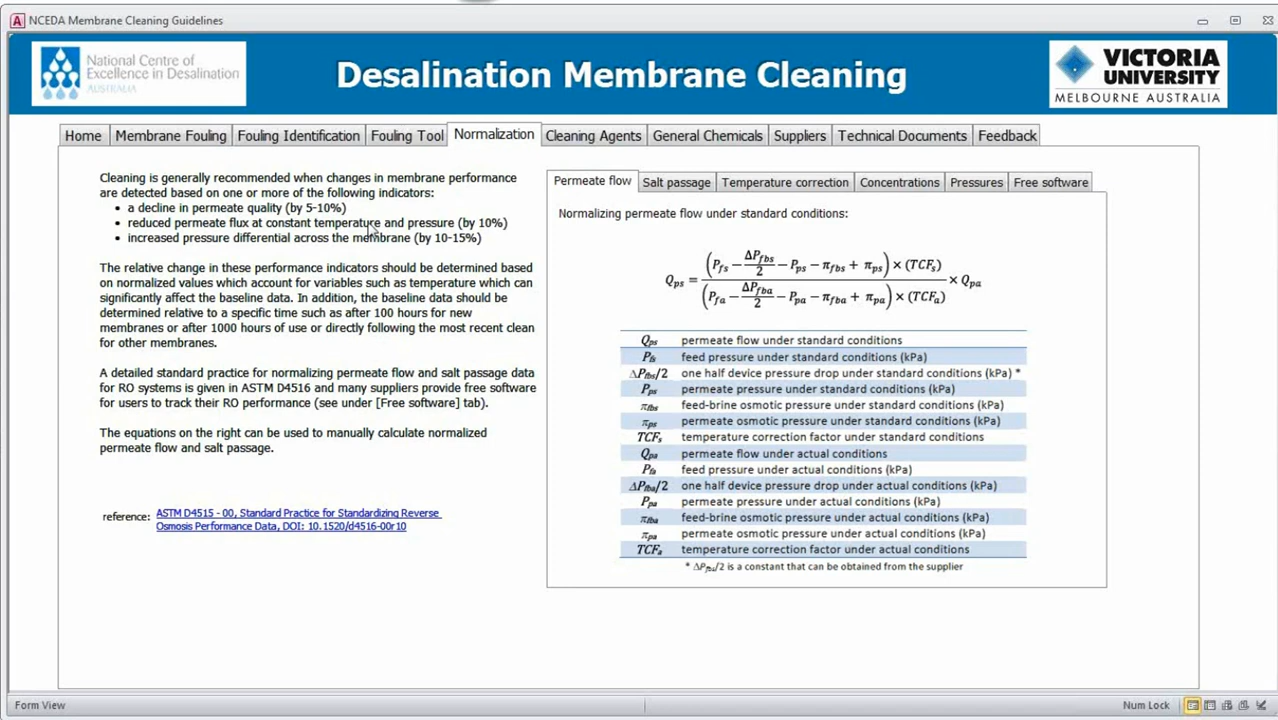 NCEDA Membrane Cleaning Guidelines
National Centre of
Excellence in Desalination
AUSTRALIA
Desalination Membrane Cleaning
VICTORIA
UNIVERSITY
MELBOURNE AUSTRALIA
Home Membrane Fouling Fouling Identification Fouling Tool Normalization Cleaning Agents General Chemicals Suppliers Technical Documents Feedback
Cleaning is generally recommended when changes in membrane performance
are detected based on one or more of the following indicators:
• a decline in permeate quality (by 5-10%)
• reduced permeate flux at constant temperature and pressure (by 10%)
• increased pressure differential across the membrane (by 10-15%)
The relative change in these performance indicators should be determined based
on normalized values which account for variables such as temperature which can
significantly affect the baseline data. In addition, the baseline data should be
determined relative to a specific time such as after 100 hours for new
membranes or after 1000 hours of use or directly following the most recent clean
for other membranes.
A detailed standard practice for normalizing permeate flow and salt passage data
for RO systems is given in ASTM D4516 and many suppliers provide free software
for users to track their RO performance (see under [Free software] tab).
The equations on the right can be used to manually calculate normalized
permeate flow and salt passage.
reference: ASTM D4515 - 00, Standard Practice for Standardizing Reverse
Osmosis Performance Data, DOI: 10.1520/d4516-00r10
Permeate flow Salt passage Temperature correction Concentrations Pressures Free software
Normalizing permeate flow under standard conditions:
Qps = (Pfs − ΔPfbs/2 − Pps − πfbs + πps) × (TCFs) / (Pfa − ΔPfba/2 − Ppa − πfba + πpa) × (TCFa) × Qpa
Qps permeate flow under standard conditions
Pfs feed pressure under standard conditions (kPa)
ΔPfbs/2 one half device pressure drop under standard conditions (kPa) *
Pps permeate pressure under standard conditions (kPa)
πfbs feed-brine osmotic pressure under standard conditions (kPa)
πps permeate osmotic pressure under standard conditions (kPa)
TCFs temperature correction factor under standard conditions
Qpa permeate flow under actual conditions
Pfa feed pressure under actual conditions (kPa)
ΔPfba/2 one half device pressure drop under actual conditions (kPa)
Ppa permeate pressure under actual conditions (kPa)
πfba feed-brine osmotic pressure under actual conditions (kPa)
πpa permeate osmotic pressure under actual conditions (kPa)
TCFa temperature correction factor under actual conditions
* ΔPfbs/2 is a constant that can be obtained from the supplier
Form View
Num Lock